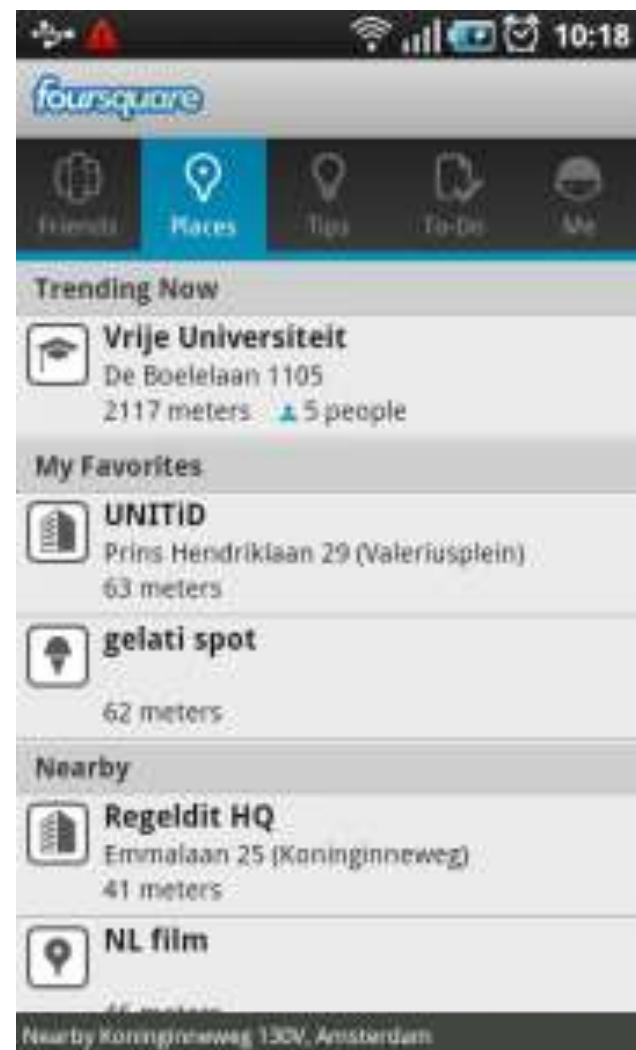 10:18
foursquare
Friends
Places
Tips
To-Do
Me
Trending Now
Vrije Universiteit
De Boelelaan 1105
2117 meters 5 people
My Favorites
UNITiD
Prins Hendriklaan 29 (Valeriusplein)
63 meters
gelati spot
62 meters
Nearby
Regeldit HQ
Emmalaan 25 (Koninginneweg)
41 meters
NL film
meters
Nearby Koninginneweg 130V, Amsterdam